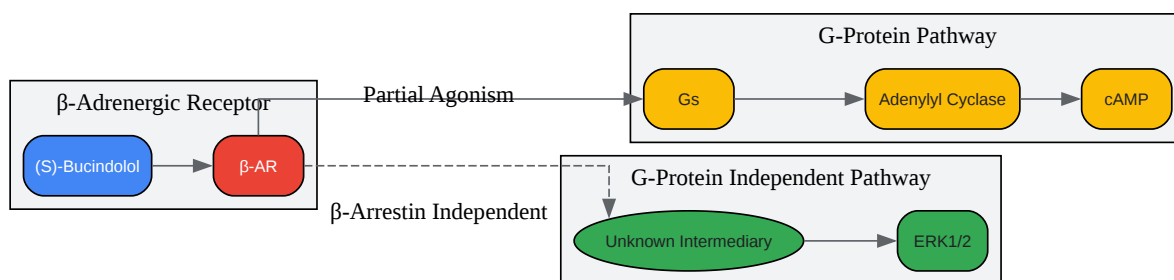 G-Protein Pathway
β-Adrenergic Receptor
Partial Agonism
Gs
Adenylyl Cyclase
cAMP
(S)-Bucindolol
β-AR
G-Protein Independent Pathway
β-Arrestin Independent
Unknown Intermediary
ERK1/2